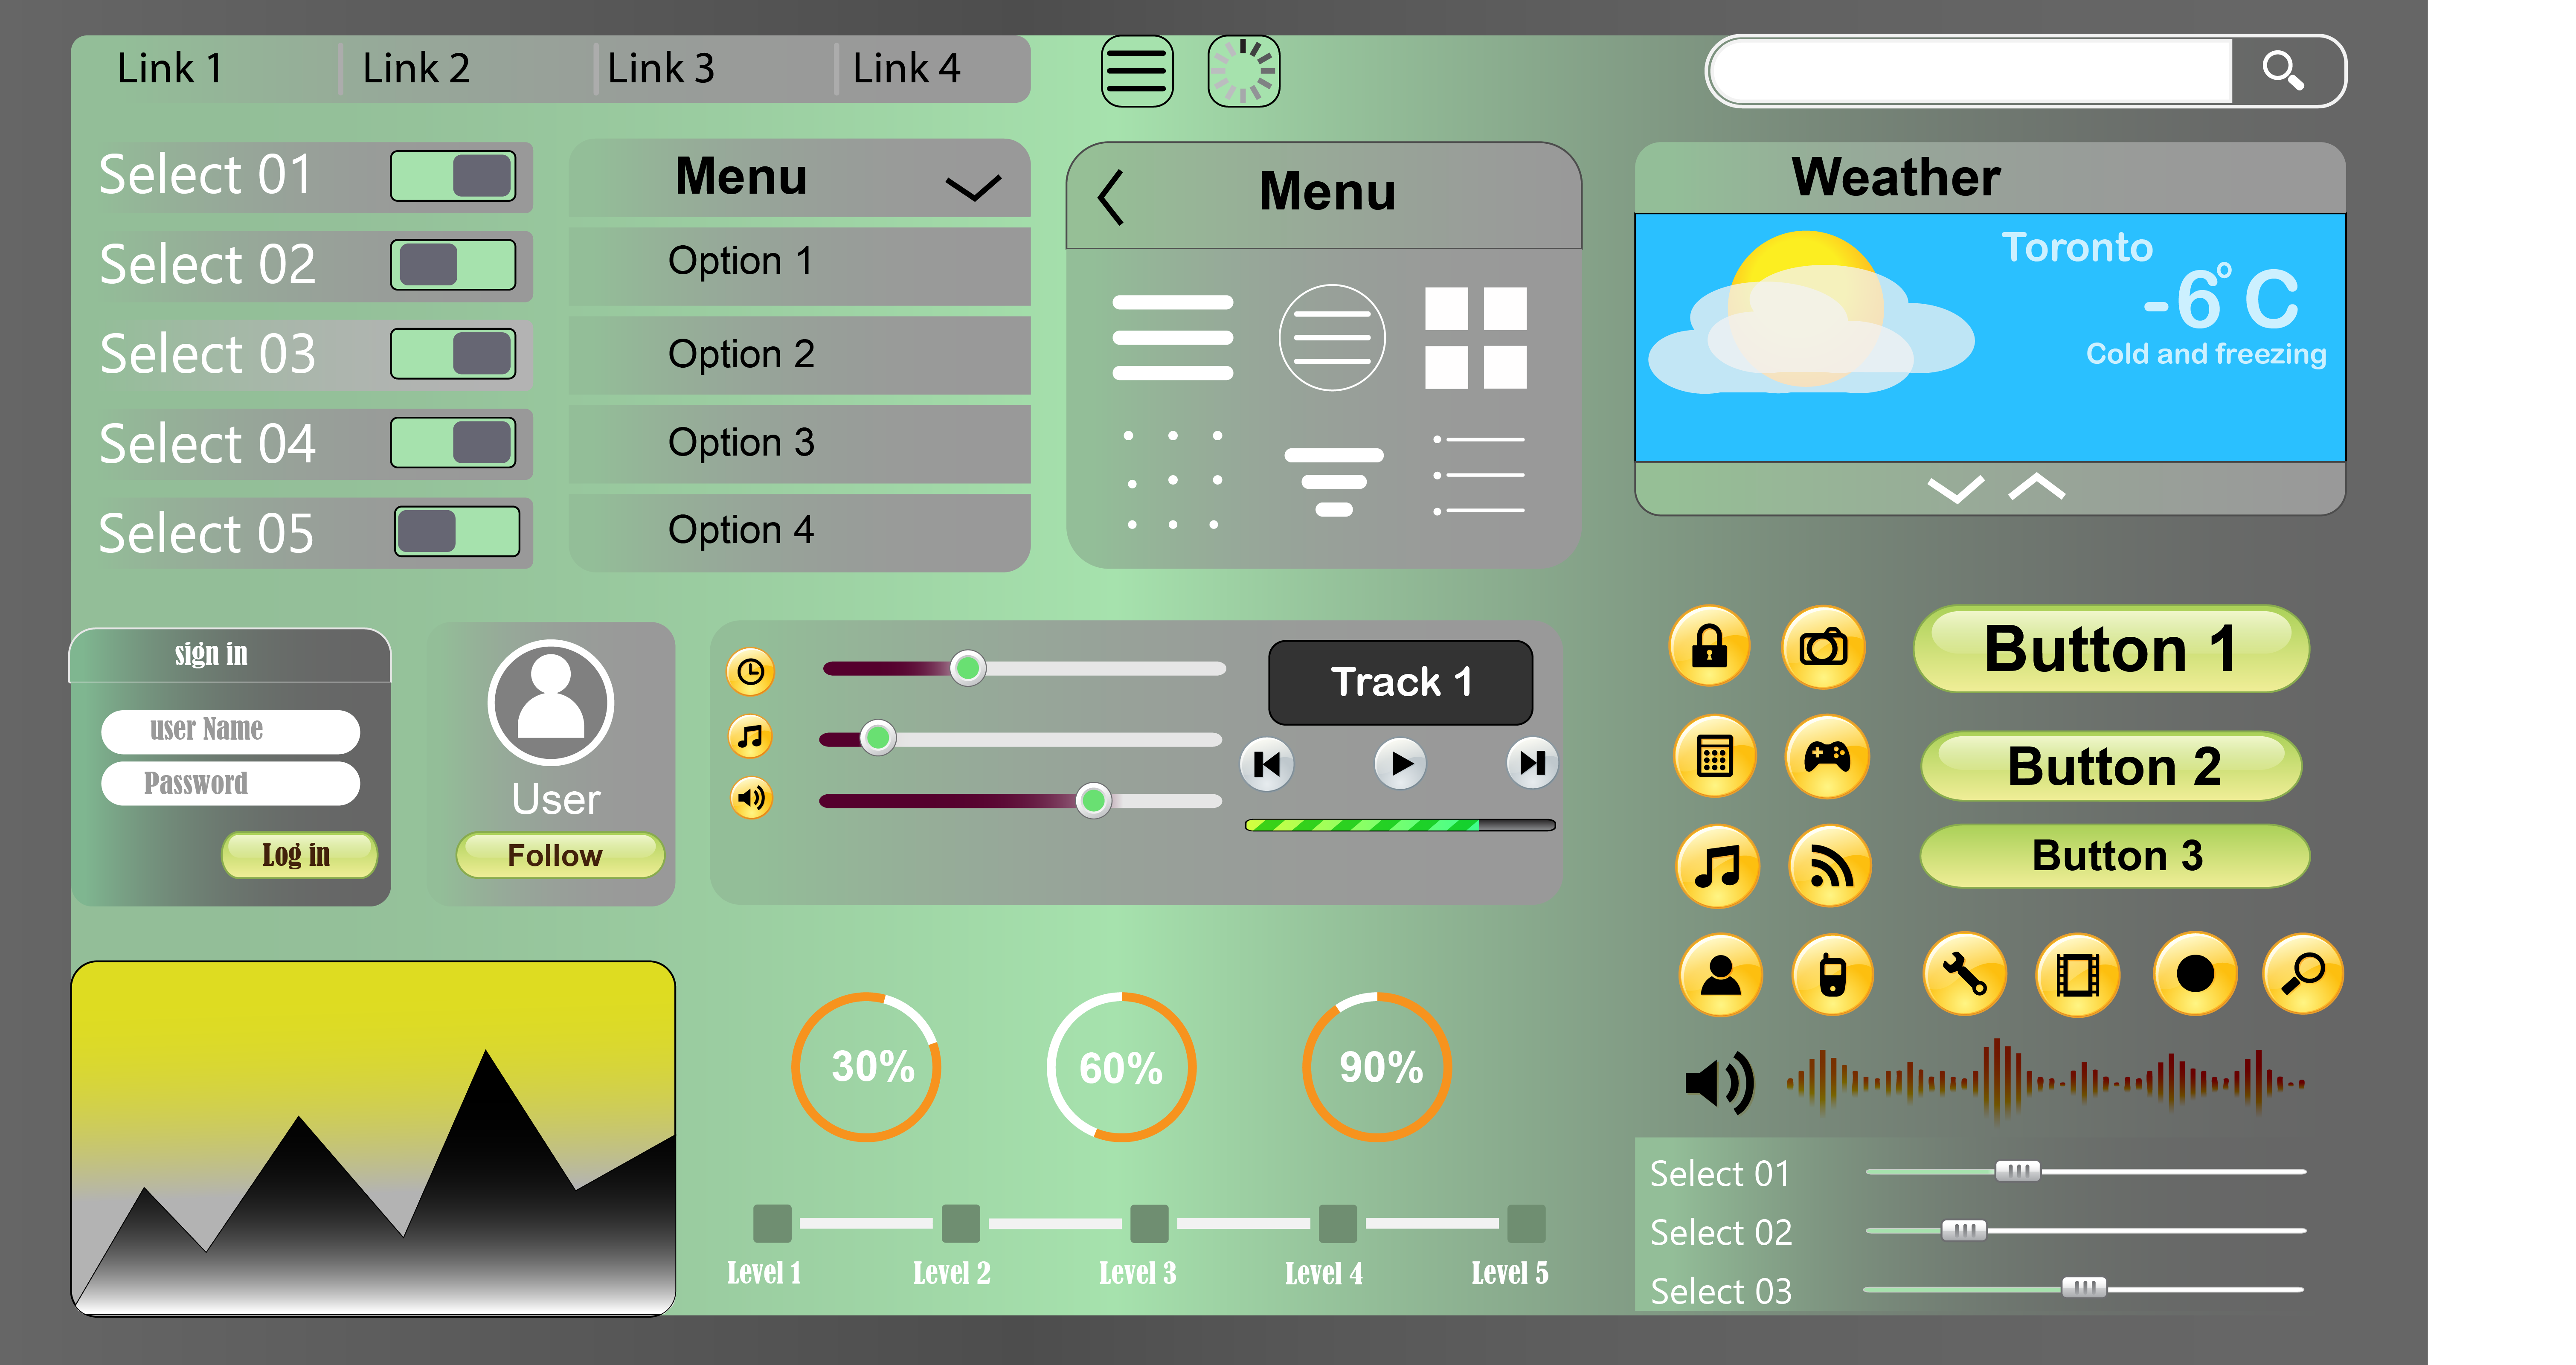 Link 1
Link 2
Link 3
Link 4
Select 01
Select 02
Select 03
Select 04
Select 05
Menu
Option 1
Option 2
Option 3
Option 4
Menu
Weather
Toronto
-6° C
Cold and freezing
sign in
user Name
Password
Log in
User
Follow
Track 1
Button 1
Button 2
Button 3
30%
60%
90%
Level 1
Level 2
Level 3
Level 4
Level 5
Select 01
Select 02
Select 03